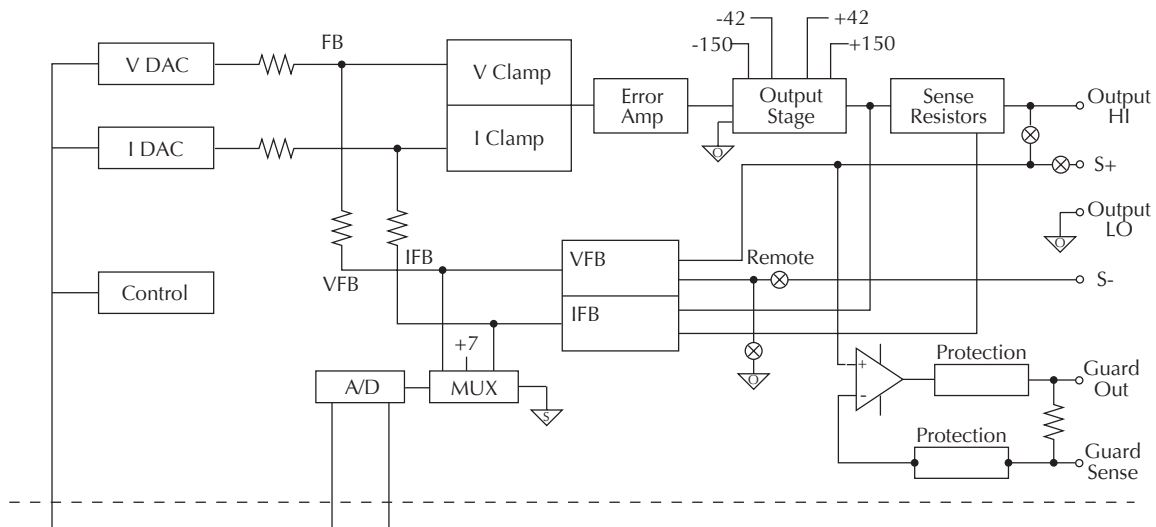 -42
+42
-150
+150
FB
V DAC
V Clamp
Error
Amp
Output
Stage
Sense
Resistors
Output
HI
I DAC
I Clamp
O
S+
Output
LO
O
IFB
VFB
VFB
Remote
S-
Control
IFB
+7
O
A/D
MUX
S
Protection
+
-
Guard
Out
Protection
Guard
Sense